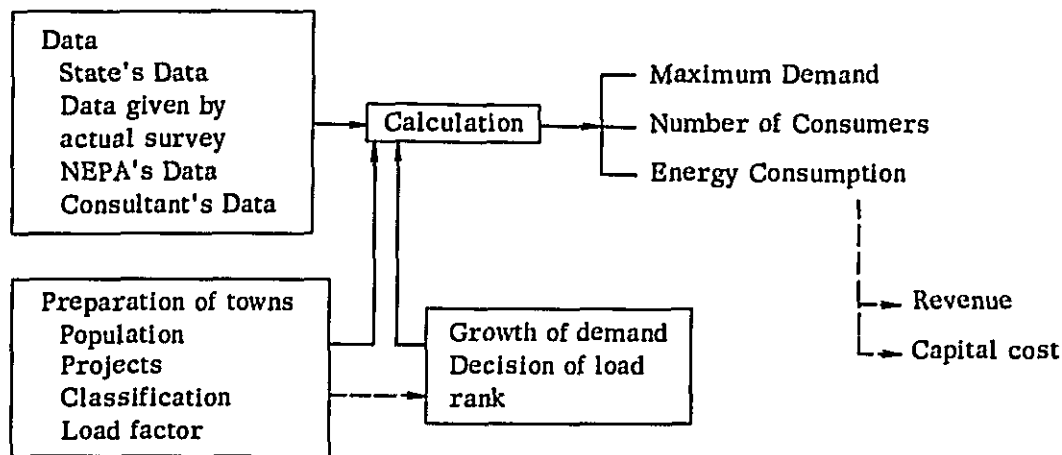 Data
State's Data
Data given by
actual survey
NEPA's Data
Consultant's Data
Calculation
Maximum Demand
Number of Consumers
Energy Consumption
Revenue
Capital cost
Preparation of towns
Population
Projects
Classification
Load factor
Growth of demand
Decision of load
rank